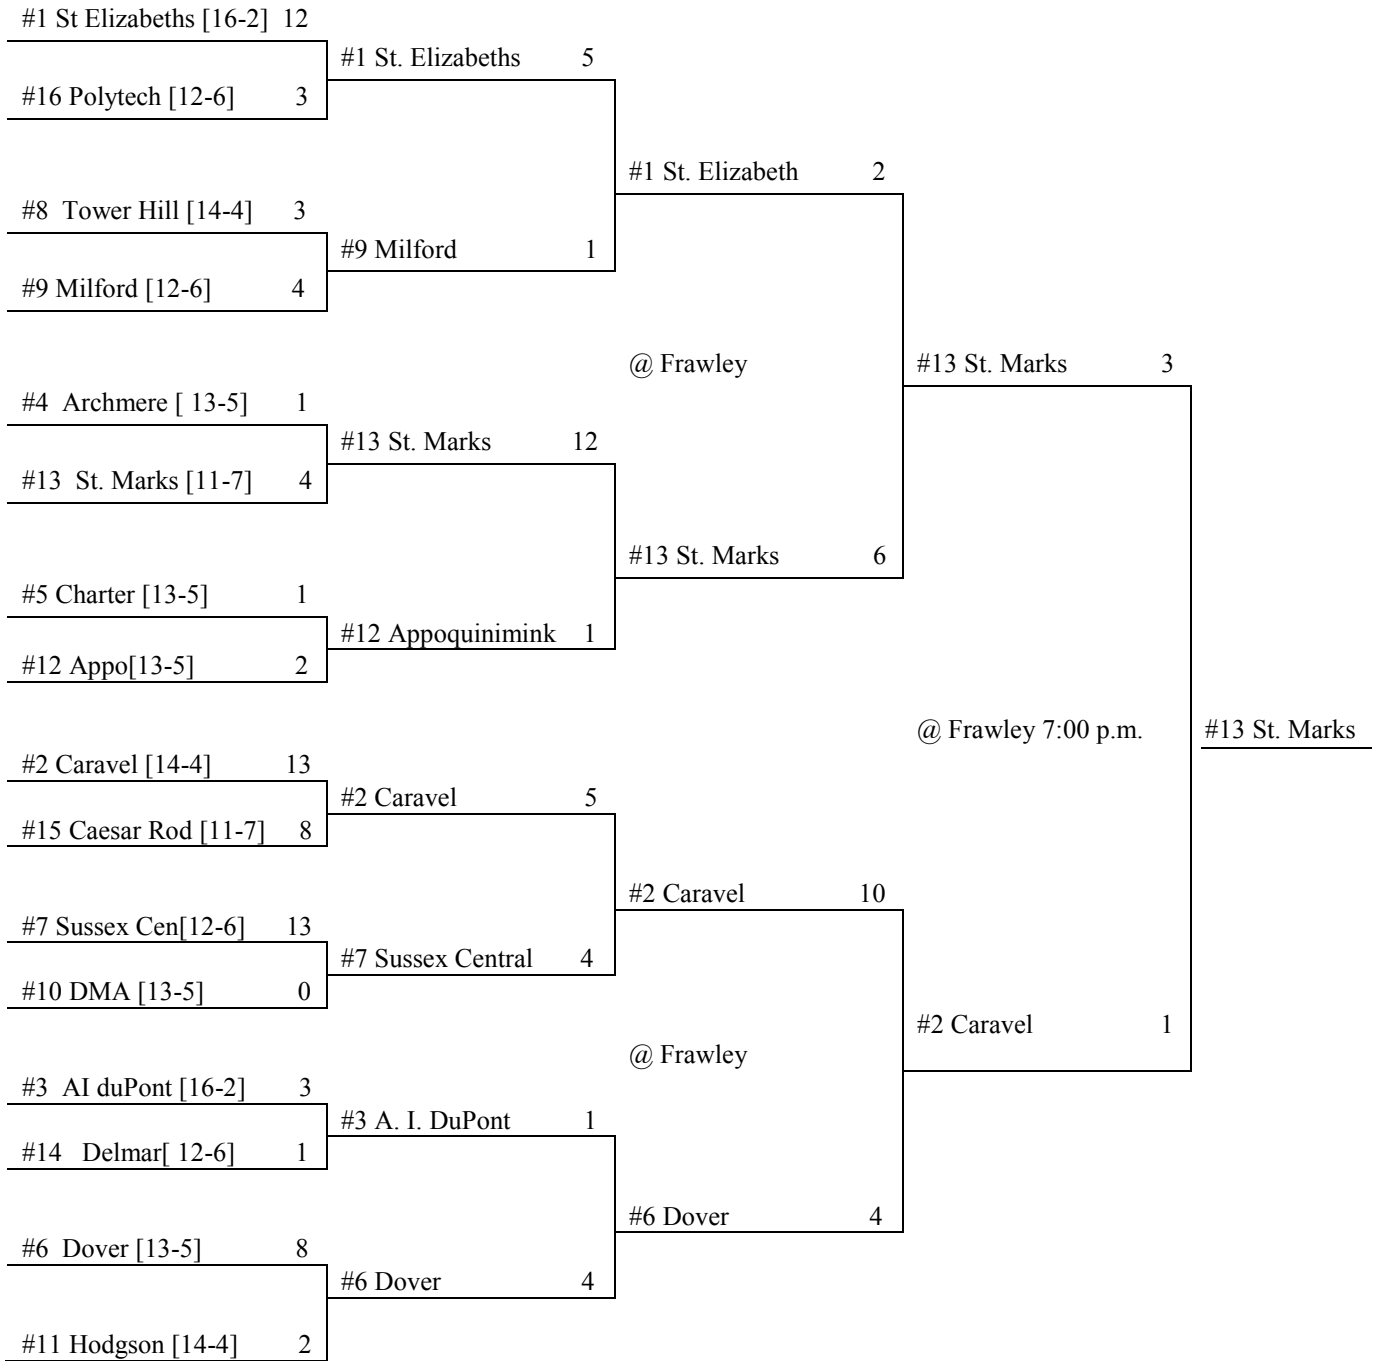 #1 St Elizabeths [16-2] 12
#1 St. Elizabeths 5
#16 Polytech [12-6] 3
#1 St. Elizabeth 2
#8 Tower Hill [14-4] 3
#9 Milford 1
#9 Milford [12-6] 4
@ Frawley
#13 St. Marks 3
#4 Archmere [ 13-5] 1
#13 St. Marks 12
#13 St. Marks [11-7] 4
#13 St. Marks 6
#5 Charter [13-5] 1
#12 Appoquinimink 1
#12 Appo[13-5] 2
@ Frawley 7:00 p.m.
#13 St. Marks
#2 Caravel [14-4] 13
#2 Caravel 5
#15 Caesar Rod [11-7] 8
#2 Caravel 10
#7 Sussex Cen[12-6] 13
#7 Sussex Central 4
#10 DMA [13-5] 0
#2 Caravel 1
@ Frawley
#3 AI duPont [16-2] 3
#3 A. I. DuPont 1
#14 Delmar[ 12-6] 1
#6 Dover 4
#6 Dover [13-5] 8
#6 Dover 4
#11 Hodgson [14-4] 2